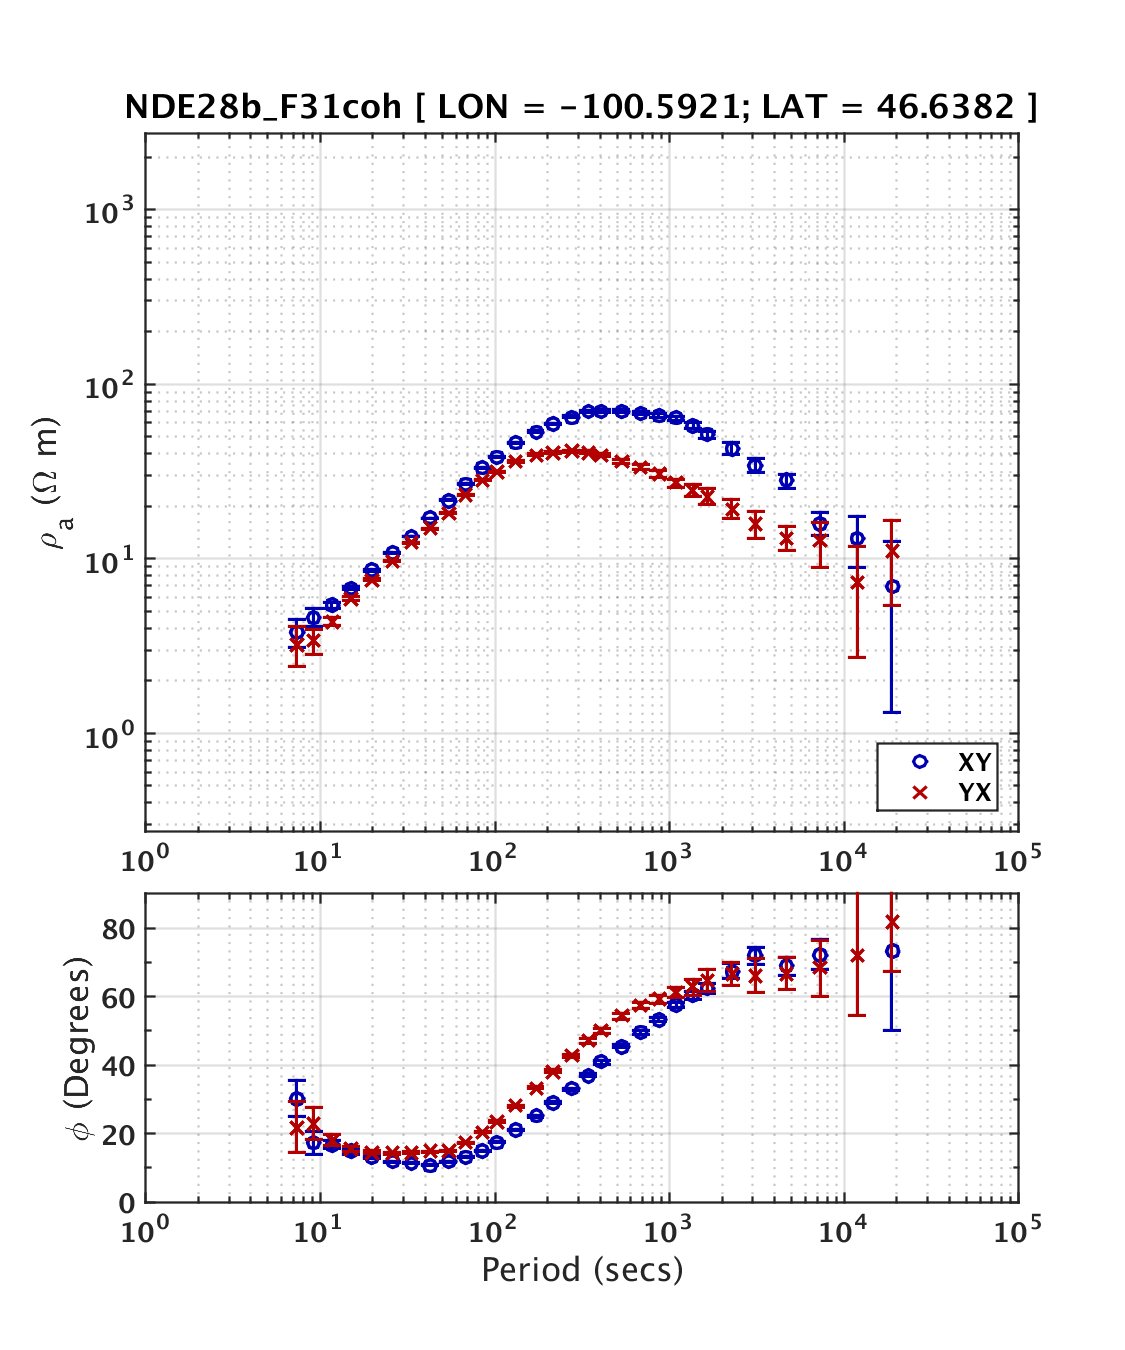 NDE28b_F31coh [ LON = −100.5921; LAT = 46.6382 ]
10³
10²
10¹
10⁰
ρₐ (Ω m)
XY
YX
10⁰ 10¹ 10² 10³ 10⁴ 10⁵
80
60
40
20
0
ϕ (Degrees)
10⁰ 10¹ 10² 10³ 10⁴ 10⁵
Period (secs)